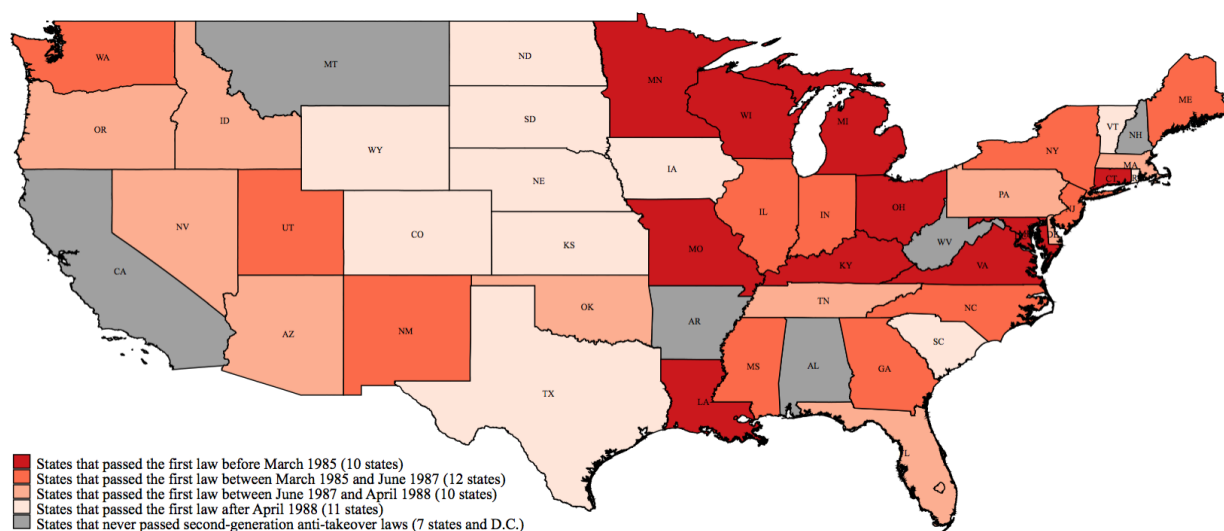 WA
MT
ND
MN
ME
OR
ID
SD
WI
MI
VT
NH
NY
MA
WY
IA
CT
R
NE
PA
NV
UT
CO
IL
IN
OH
NJ
DE
CA
KS
MO
KY
WV
VA
AZ
NM
OK
TN
NC
AR
SC
TX
MS
AL
GA
LA
L
States that passed the first law before March 1985 (10 states)
States that passed the first law between March 1985 and June 1987 (12 states)
States that passed the first law between June 1987 and April 1988 (10 states)
States that passed the first law after April 1988 (11 states)
States that never passed second-generation anti-takeover laws (7 states and D.C.)